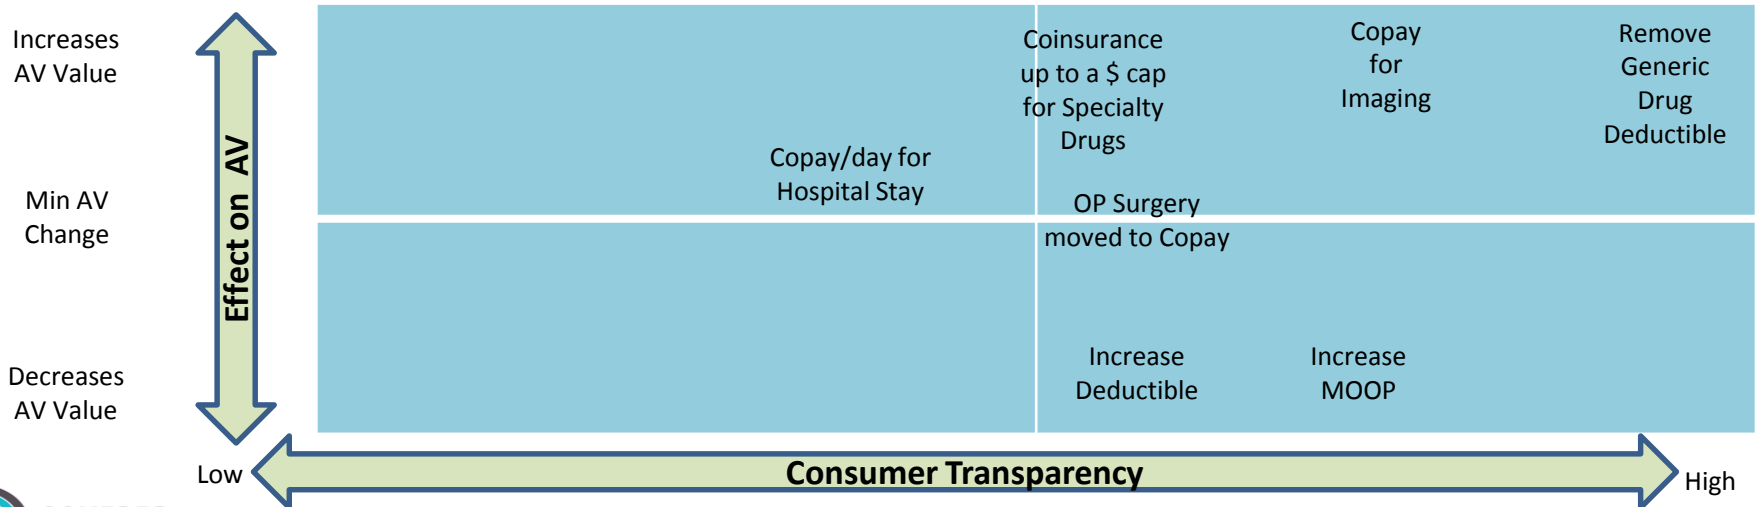 Increases
AV Value
Min AV
Change
Decreases
AV Value
Effect on AV
Coinsurance
up to a $ cap
for Specialty
Drugs
Copay
for
Imaging
Remove
Generic
Drug
Deductible
Copay/day for
Hospital Stay
OP Surgery
moved to Copay
Increase
Deductible
Increase
MOOP
Low
Consumer Transparency
High